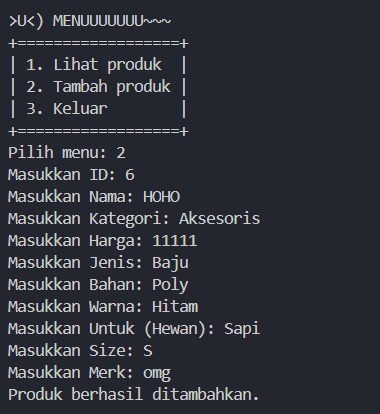 >U<) MENUUUUUUU~~~
+==================+
| 1. Lihat produk  |
| 2. Tambah produk |
| 3. Keluar        |
+==================+
Pilih menu: 2
Masukkan ID: 6
Masukkan Nama: HOHO
Masukkan Kategori: Aksesoris
Masukkan Harga: 11111
Masukkan Jenis: Baju
Masukkan Bahan: Poly
Masukkan Warna: Hitam
Masukkan Untuk (Hewan): Sapi
Masukkan Size: S
Masukkan Merk: omg
Produk berhasil ditambahkan.